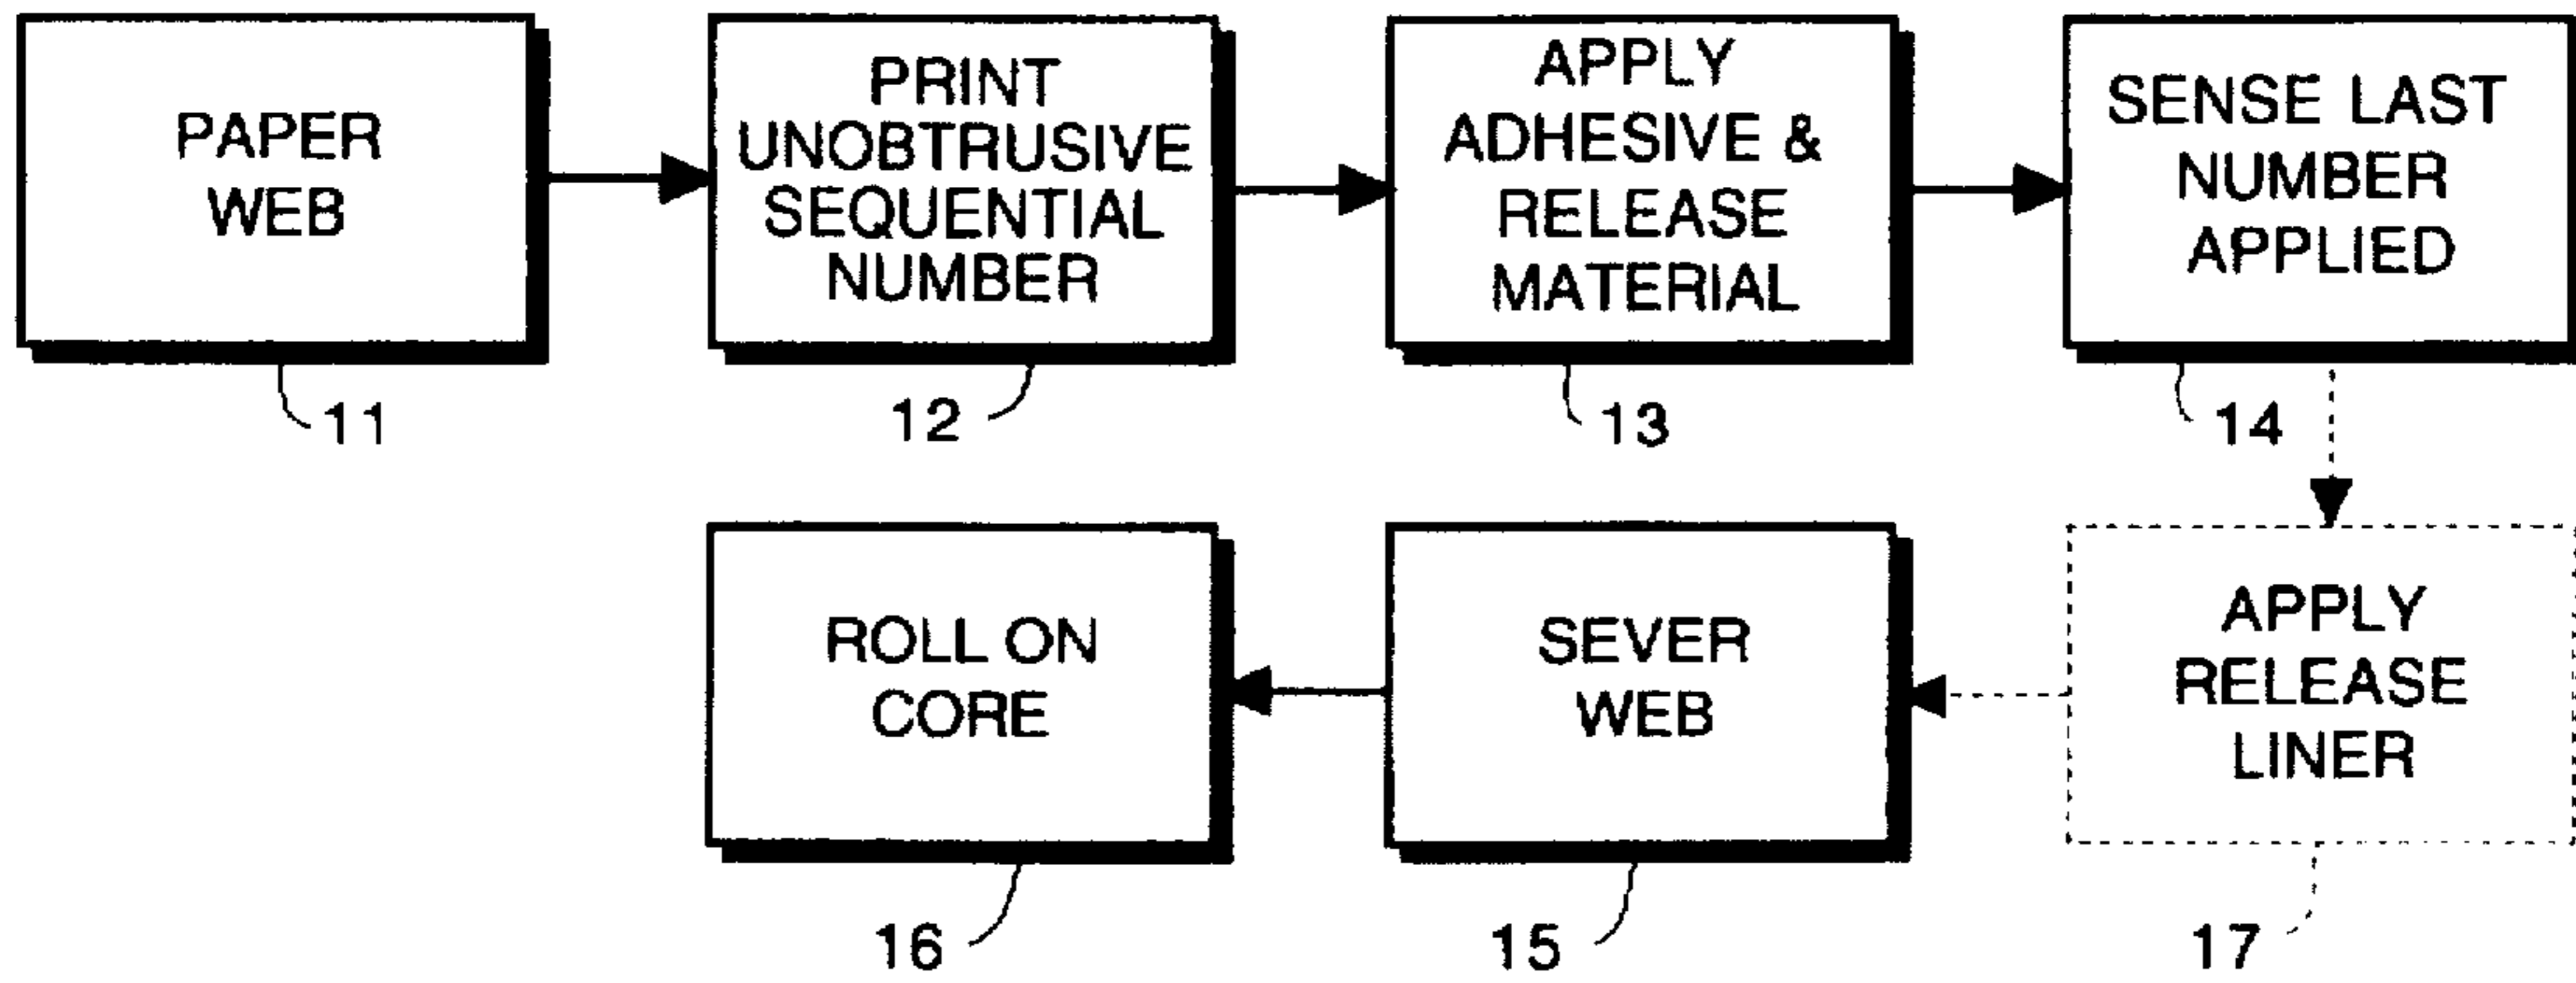 PAPER
WEB
11
PRINT
UNOBTRUSIVE
SEQUENTIAL
NUMBER
12
APPLY
ADHESIVE &
RELEASE
MATERIAL
13
SENSE LAST
NUMBER
APPLIED
14
APPLY
RELEASE
LINER
17
SEVER
WEB
15
ROLL ON
CORE
16